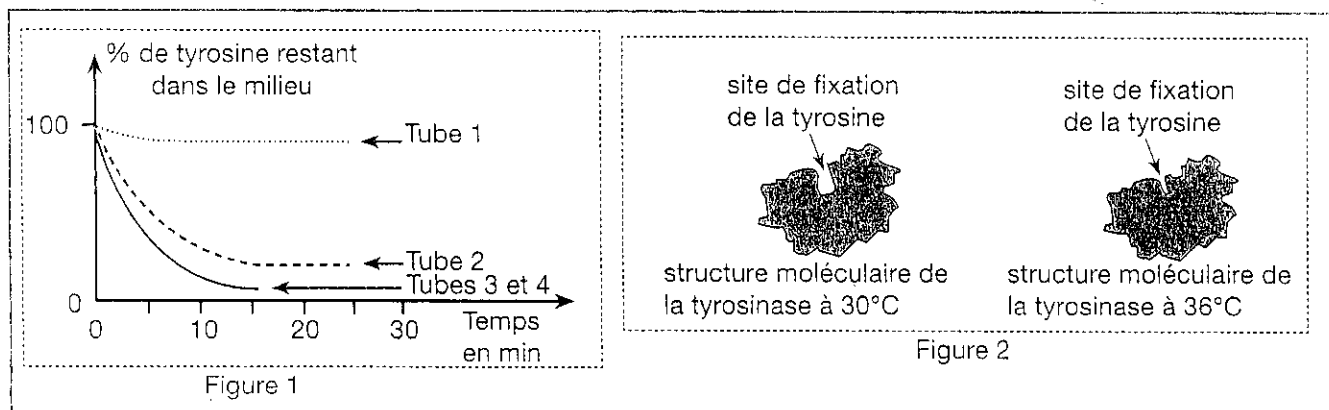 % de tyrosine restant
dans le milieu
100
Tube 1
Tube 2
Tubes 3 et 4
0
0 10 20 30 Temps
en min
Figure 1
site de fixation
de la tyrosine
structure moléculaire de
la tyrosinase à 30°C
site de fixation
de la tyrosine
structure moléculaire de
la tyrosinase à 36°C
Figure 2